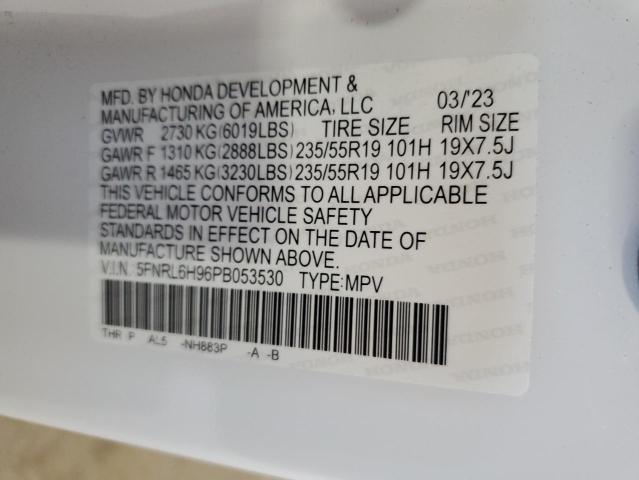 MFD. BY HONDA DEVELOPMENT &
MANUFACTURING OF AMERICA, LLC 03/'23
GVWR 2730 KG(6019LBS) TIRE SIZE RIM SIZE
GAWR F 1310 KG(2888LBS) 235/55R19 101H 19X7.5J
GAWR R 1465 KG(3230LBS) 235/55R19 101H 19X7.5J
THIS VEHICLE CONFORMS TO ALL APPLICABLE
FEDERAL MOTOR VEHICLE SAFETY
STANDARDS IN EFFECT ON THE DATE OF
MANUFACTURE SHOWN ABOVE.
V.I.N. 5FNRL6H96PB053530 TYPE:MPV
THR P AL5 -NH883P -A -B